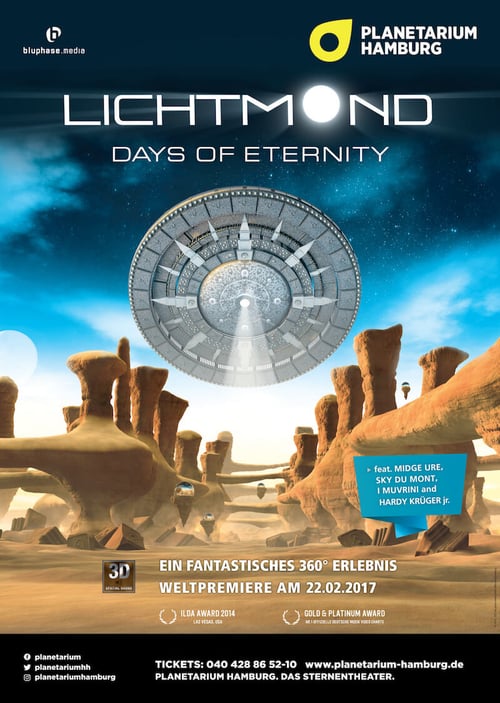 bluphase.media
PLANETARIUM
HAMBURG
LICHTMOND
DAYS OF ETERNITY
feat. MIDGE URE,
SKY DU MONT,
I MUVRINI and
HARDY KRÜGER jr.
3D
EIN FANTASTISCHES 360° ERLEBNIS
WELTPREMIERE AM 22.02.2017
ILDA AWARD 2014
LAS VEGAS, USA
GOLD & PLATINUM AWARD
planetarium
planetariumhh
planetariumhamburg
TICKETS: 040 428 86 52-10 www.planetarium-hamburg.de
PLANETARIUM HAMBURG. DAS STERNENTHEATER.